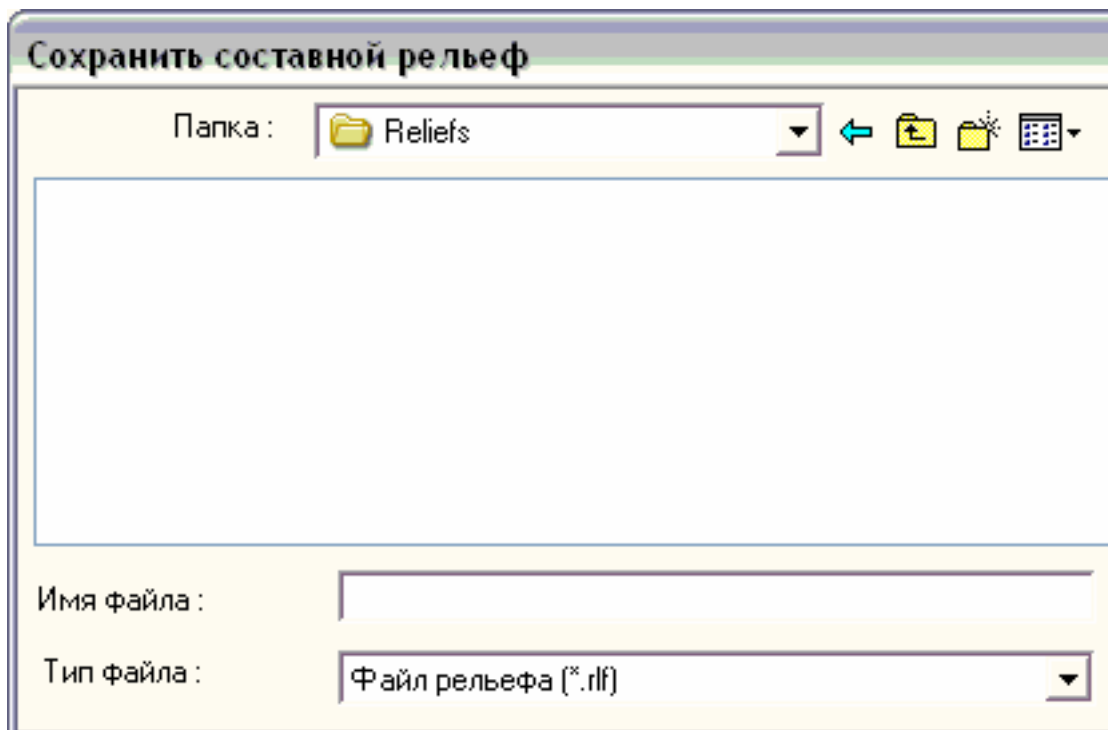 Сохранить составной рельеф
Папка : Reliefs
Имя файла :
Тип файла : Файл рельефа (*.rlf)